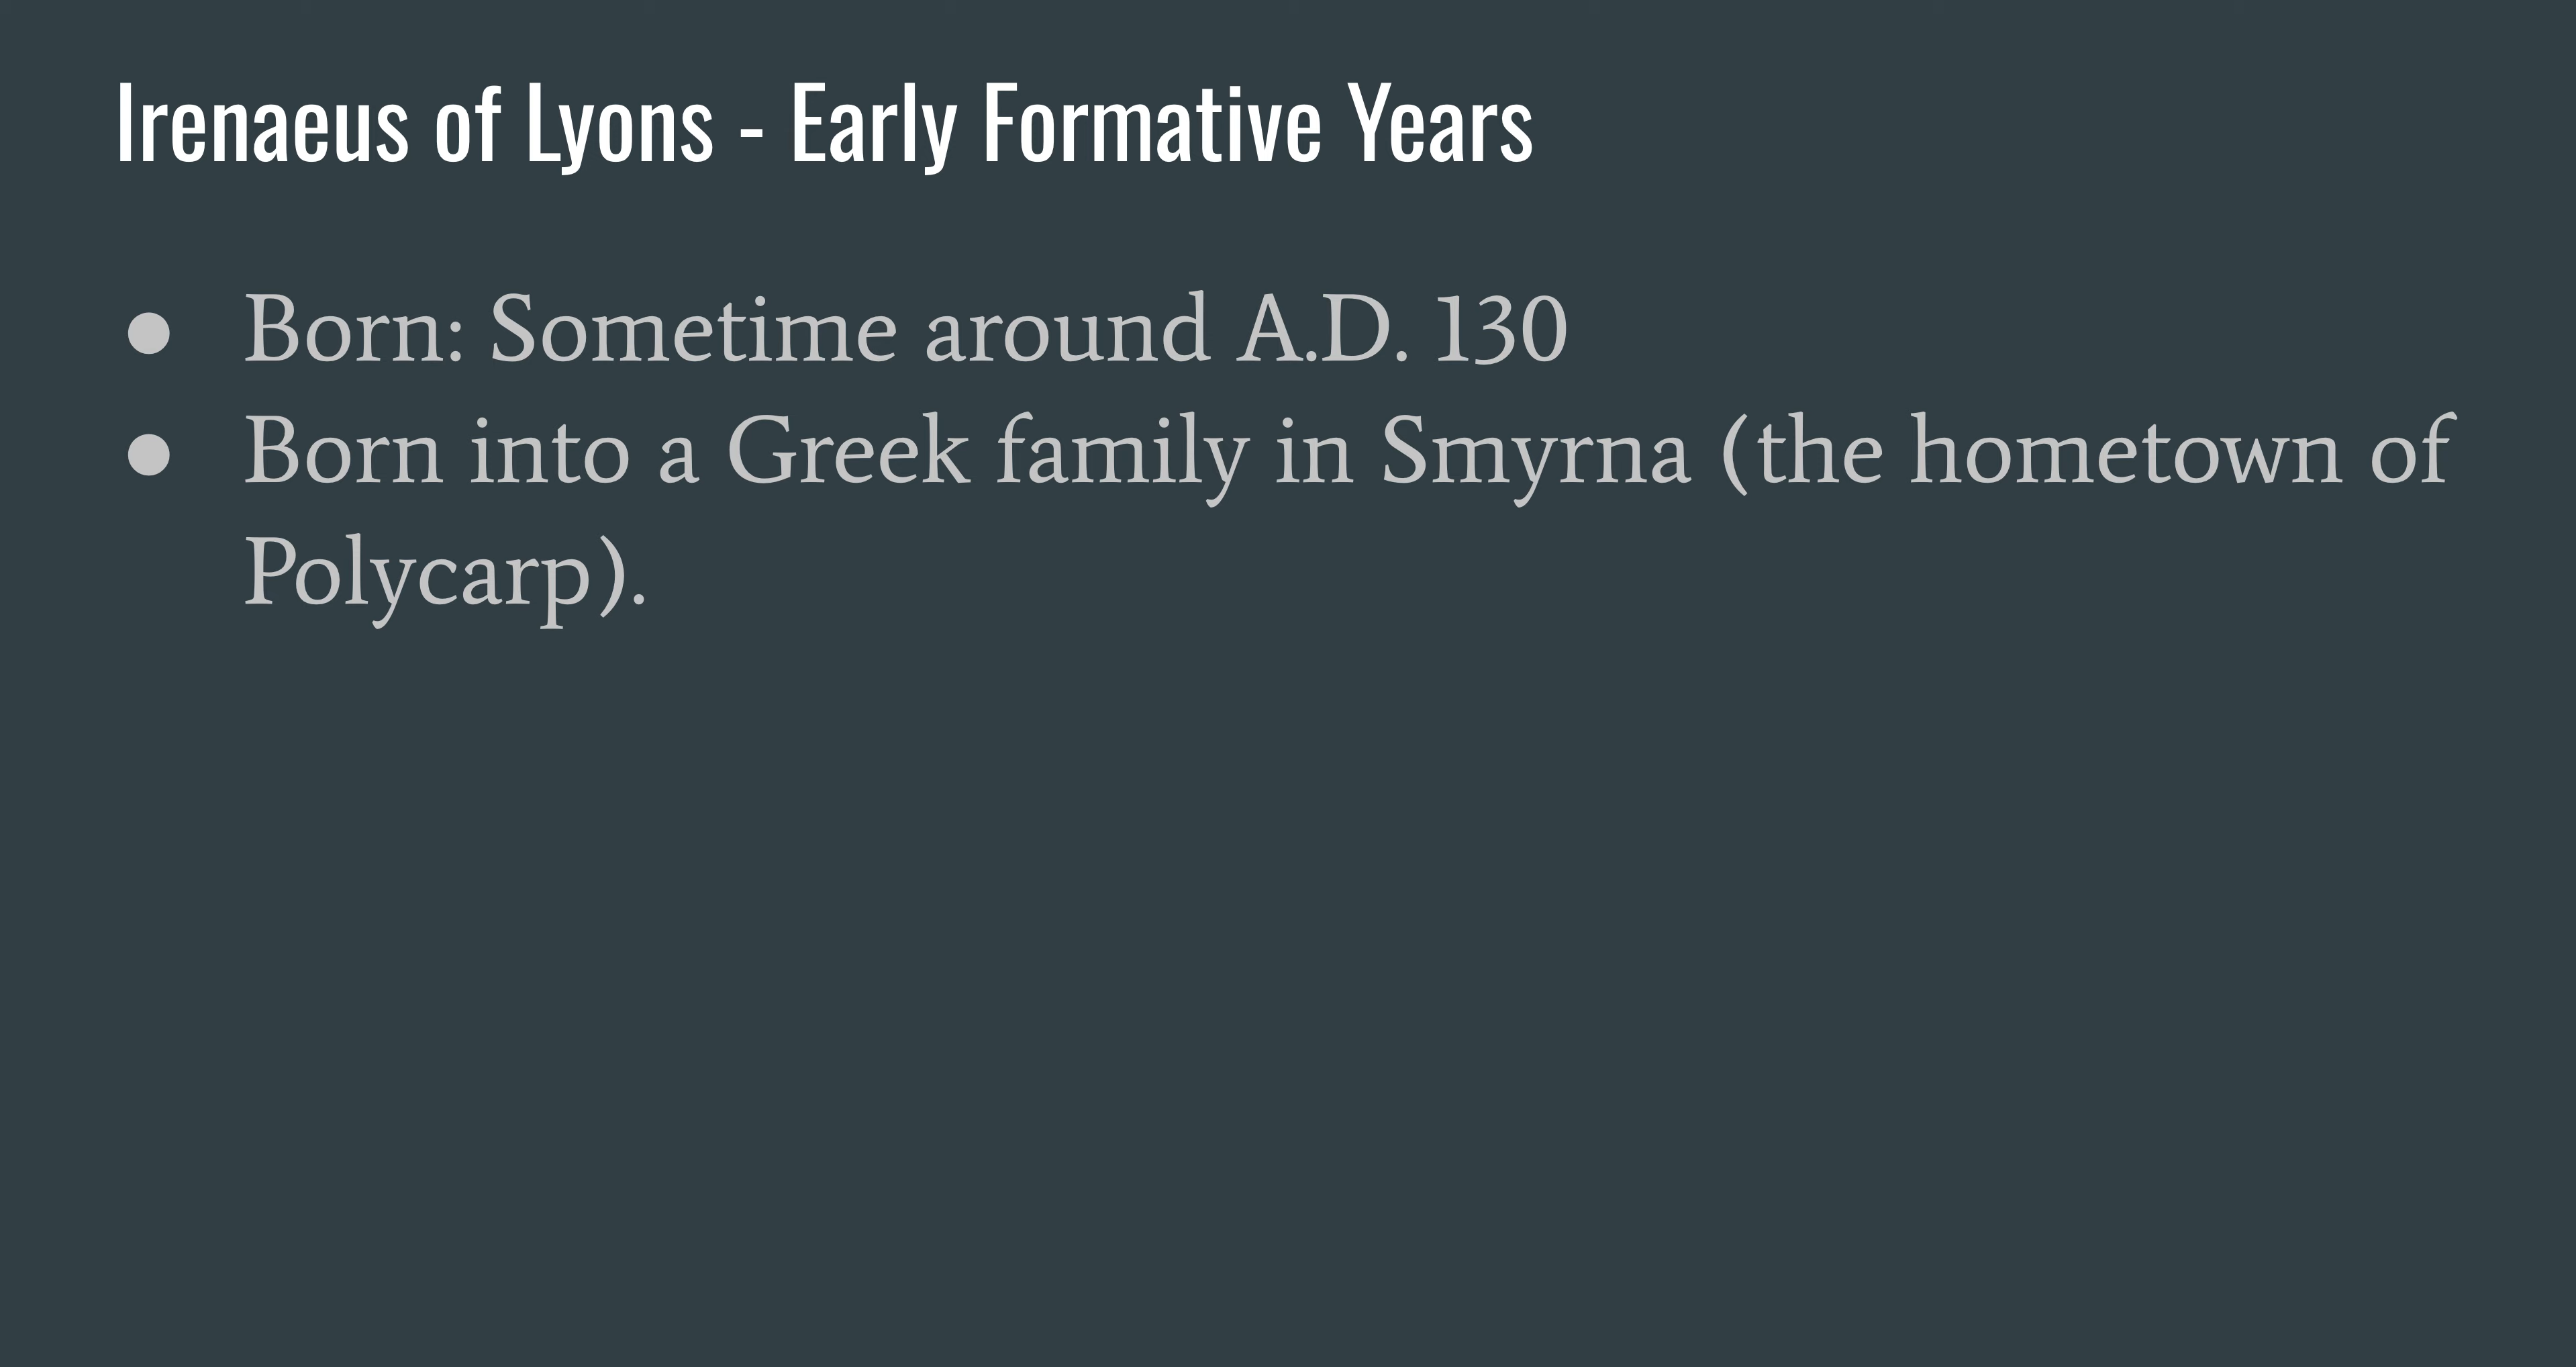 Irenaeus of Lyons - Early Formative Years
● Born: Sometime around A.D. 130
● Born into a Greek family in Smyrna (the hometown of
Polycarp).